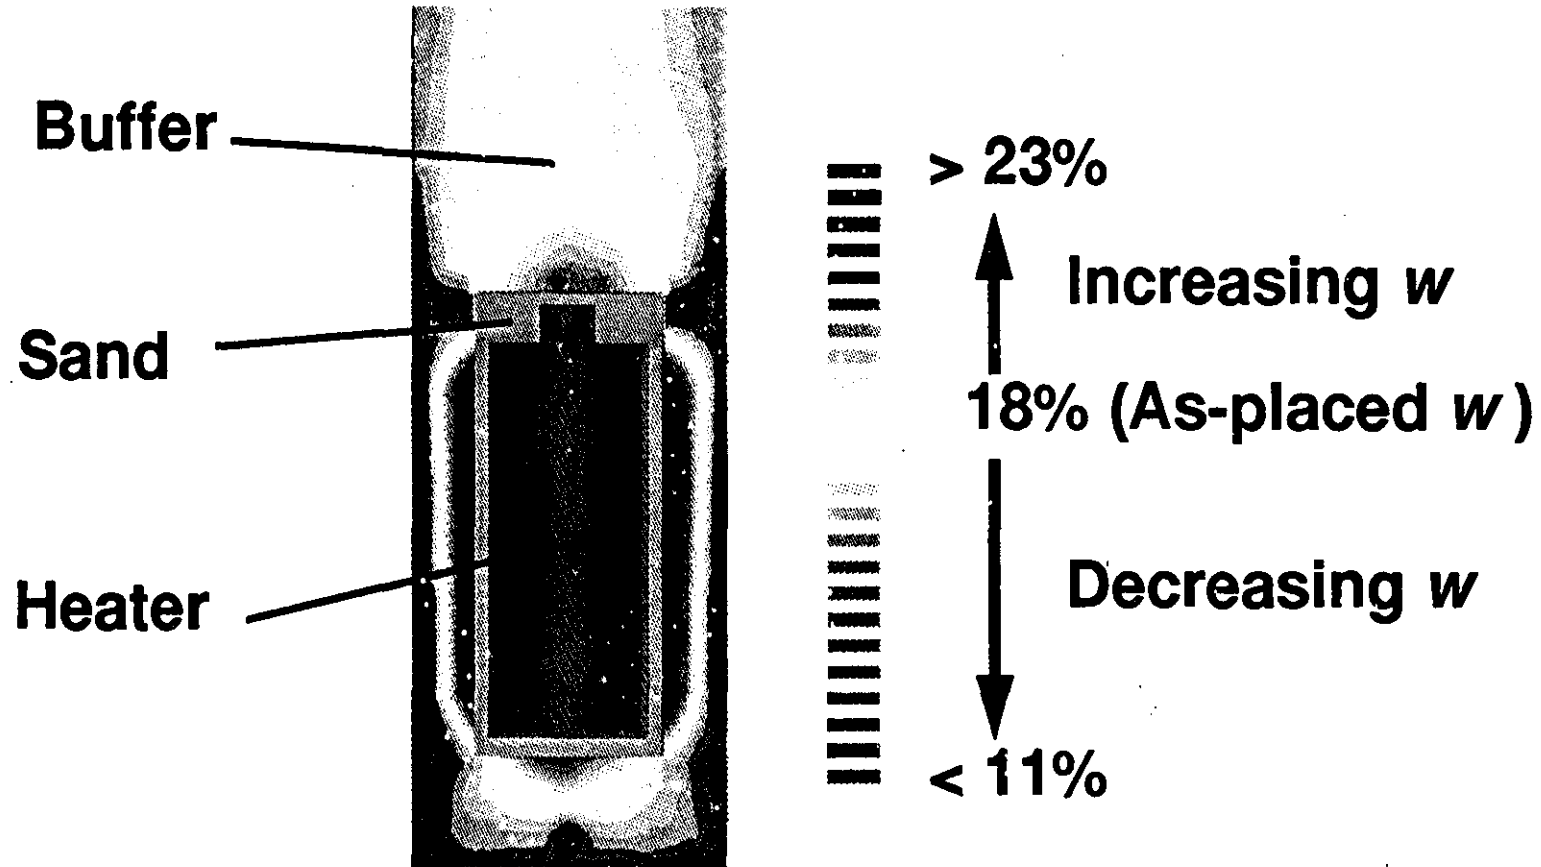 Buffer
Sand
Heater
> 23%
Increasing w
18% (As-placed w)
Decreasing w
< 11%